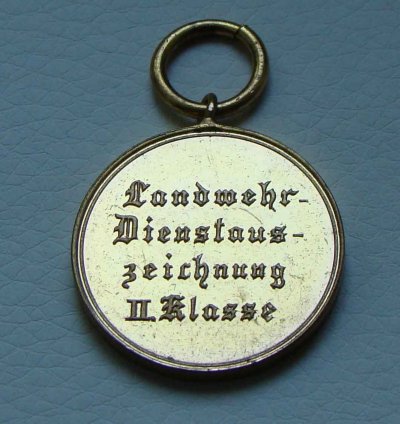 Landwehr-
Dienstaus-
zeichnung
II. Klasse